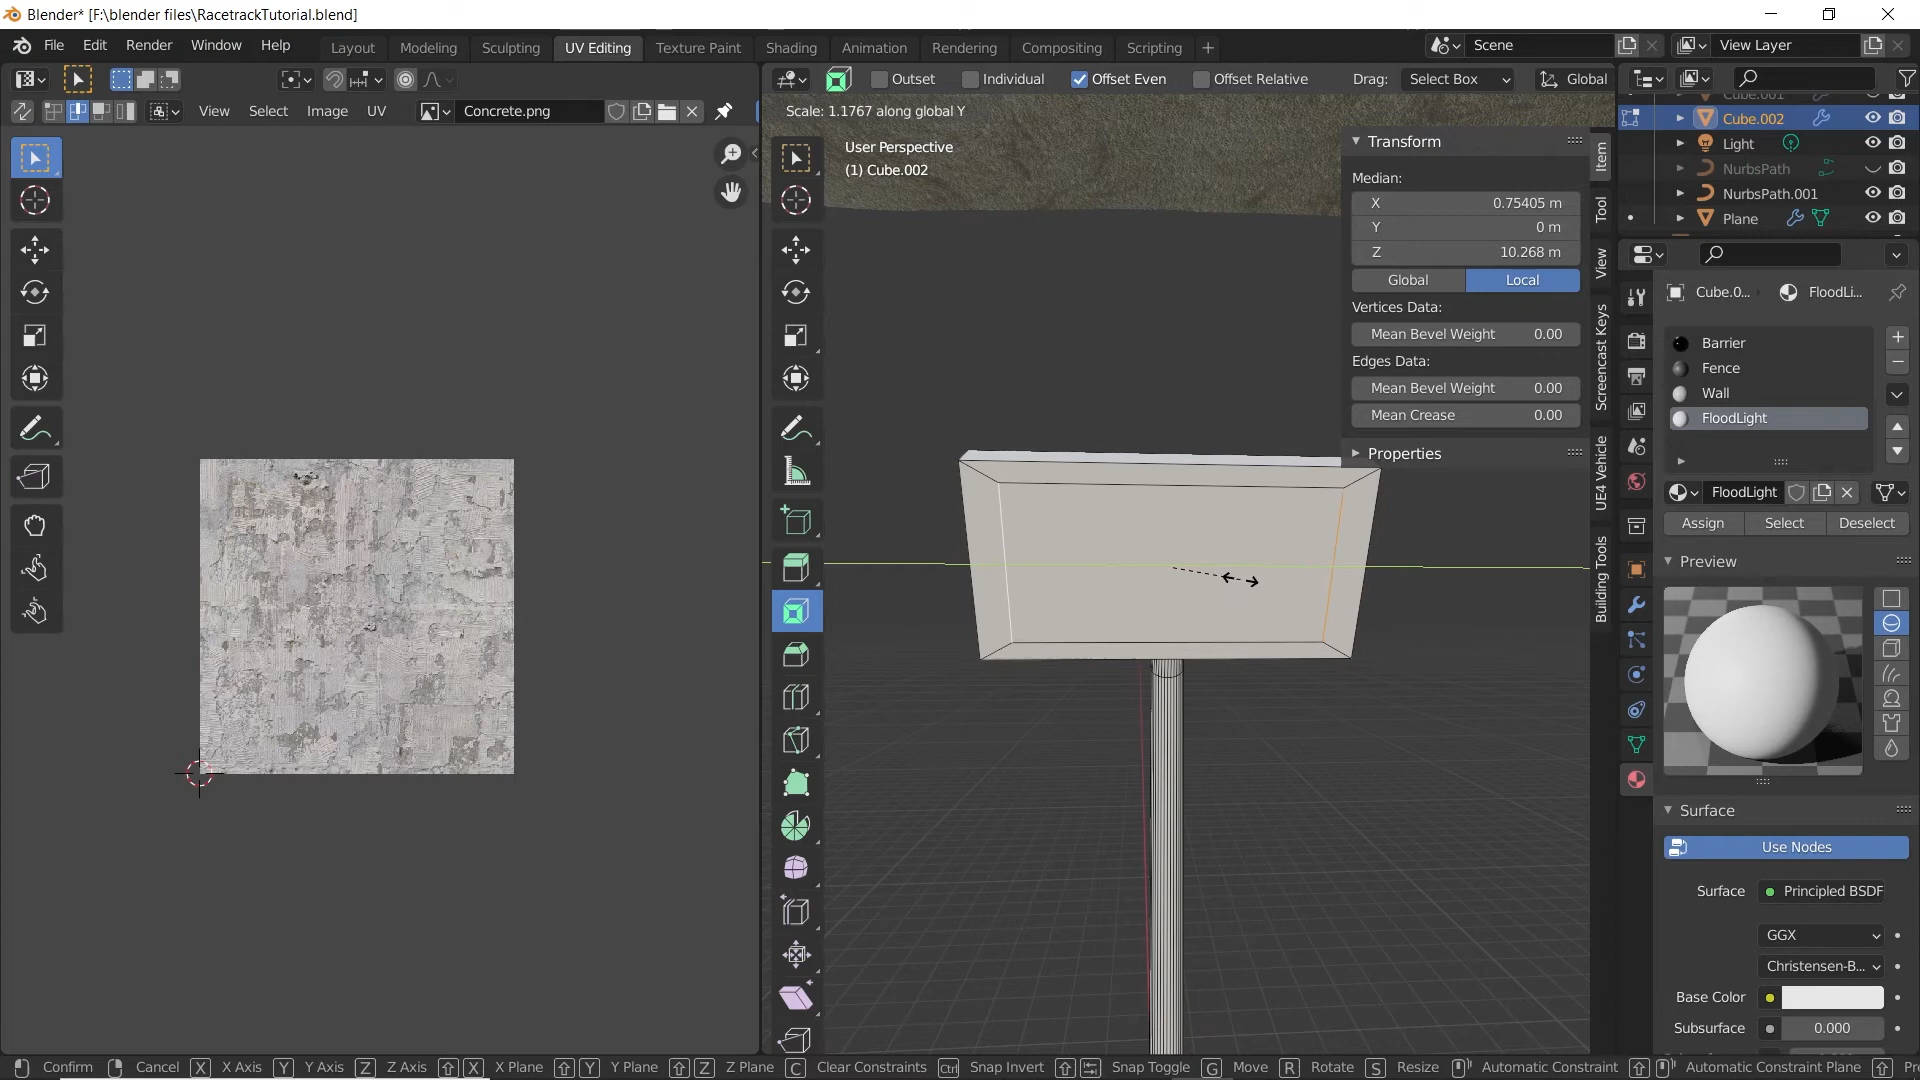 Blender* [F:\blender files\RacetrackTutorial.blend]
File Edit Render Window Help Layout Modeling Sculpting UV Editing Texture Paint Shading Animation Rendering Compositing Scripting + Scene View Layer
Outset Individual Offset Even Offset Relative Drag: Select Box Global
View Select Image UV Concrete.png
Scale: 1.1767 along global Y
User Perspective
(1) Cube.002
Transform
Median:
X 0.75405 m
Y 0 m
Z 10.268 m
Global Local
Vertices Data:
Mean Bevel Weight 0.00
Edges Data:
Mean Bevel Weight 0.00
Mean Crease 0.00
Properties
Item
Tool
View
Screencast Keys
UE4 Vehicle
Building Tools
Cube.001
Cube.002
Light
NurbsPath
NurbsPath.001
Plane
Cube.0... FloodLi...
Barrier
Fence
Wall
FloodLight
FloodLight
Assign Select Deselect
Preview
Surface
Use Nodes
Surface Principled BSDF
GGX
Christensen-B...
Base Color
Subsurface 0.000
Confirm Cancel X X Axis Y Y Axis Z Z Axis X X Plane Y Y Plane Z Z Plane C Clear Constraints Ctrl Snap Invert Snap Toggle G Move R Rotate S Resize Automatic Constraint Automatic Constraint Plane